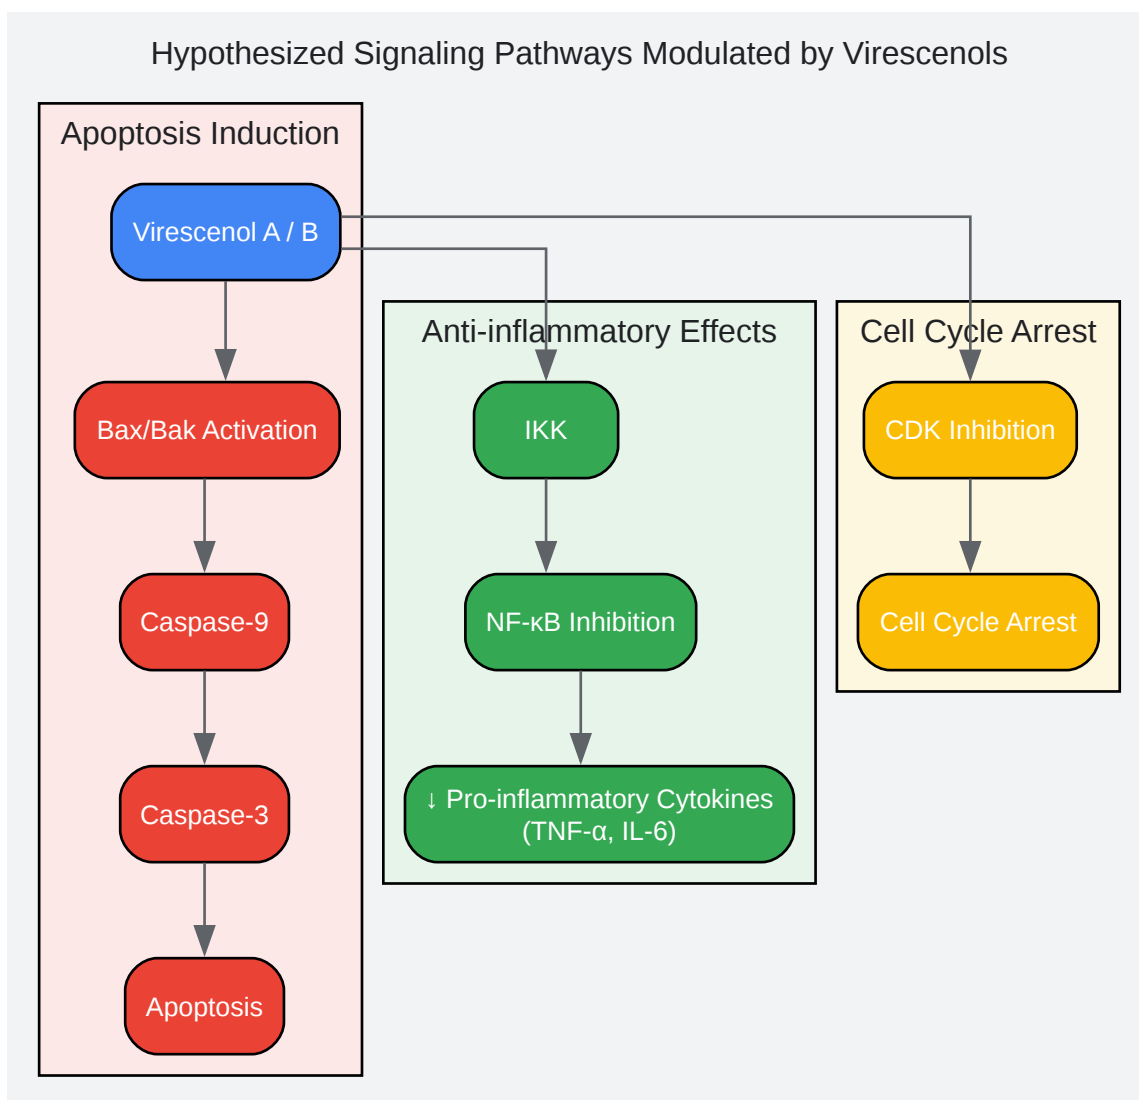 Hypothesized Signaling Pathways Modulated by Virescenols
Apoptosis Induction
Virescenol A / B
Bax/Bak Activation
Caspase-9
Caspase-3
Apoptosis
Anti-inflammatory Effects
IKK
NF-κB Inhibition
↓ Pro-inflammatory Cytokines
(TNF-α, IL-6)
Cell Cycle Arrest
CDK Inhibition
Cell Cycle Arrest